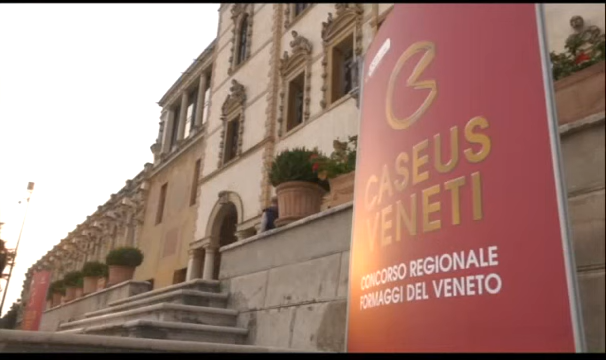 CASEUS
VENETI
CONCORSO REGIONALE
FORMAGGI DEL VENETO